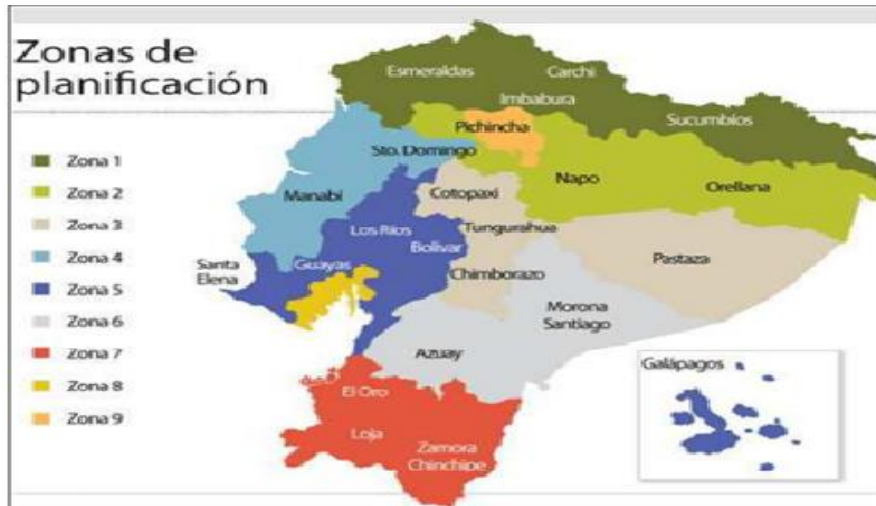 Zonas de
planificación
Zona 1
Zona 2
Zona 3
Zona 4
Zona 5
Zona 6
Zona 7
Zona 8
Zona 9
Esmeraldas
Carchi
Imbabura
Sucumbios
Pichincha
Sto. Domingo
Napo
Orellana
Manabi
Cotopaxi
Los Ríos
Tungurahua
Bolívar
Pastaza
Santa
Elena
Guayas
Chimborazo
Morona
Santiago
Azuay
Galápagos
El Oro
Loja
Zamora
Chinchipe